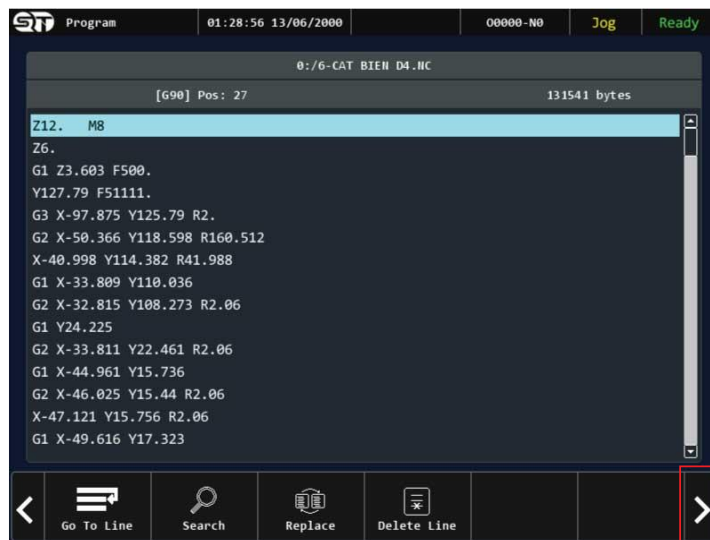 Program 01:28:56 13/06/2000 O0000-N0 Jog Ready
0:/6-CAT BIEN D4.NC
[G90] Pos: 27 131541 bytes
Z12. M8
Z6.
G1 Z3.603 F500.
Y127.79 F51111.
G3 X-97.875 Y125.79 R2.
G2 X-50.366 Y118.598 R160.512
X-40.998 Y114.382 R41.988
G1 X-33.809 Y110.036
G2 X-32.815 Y108.273 R2.06
G1 Y24.225
G2 X-33.811 Y22.461 R2.06
G1 X-44.961 Y15.736
G2 X-46.025 Y15.44 R2.06
X-47.121 Y15.756 R2.06
G1 X-49.616 Y17.323
Go To Line Search Replace Delete Line